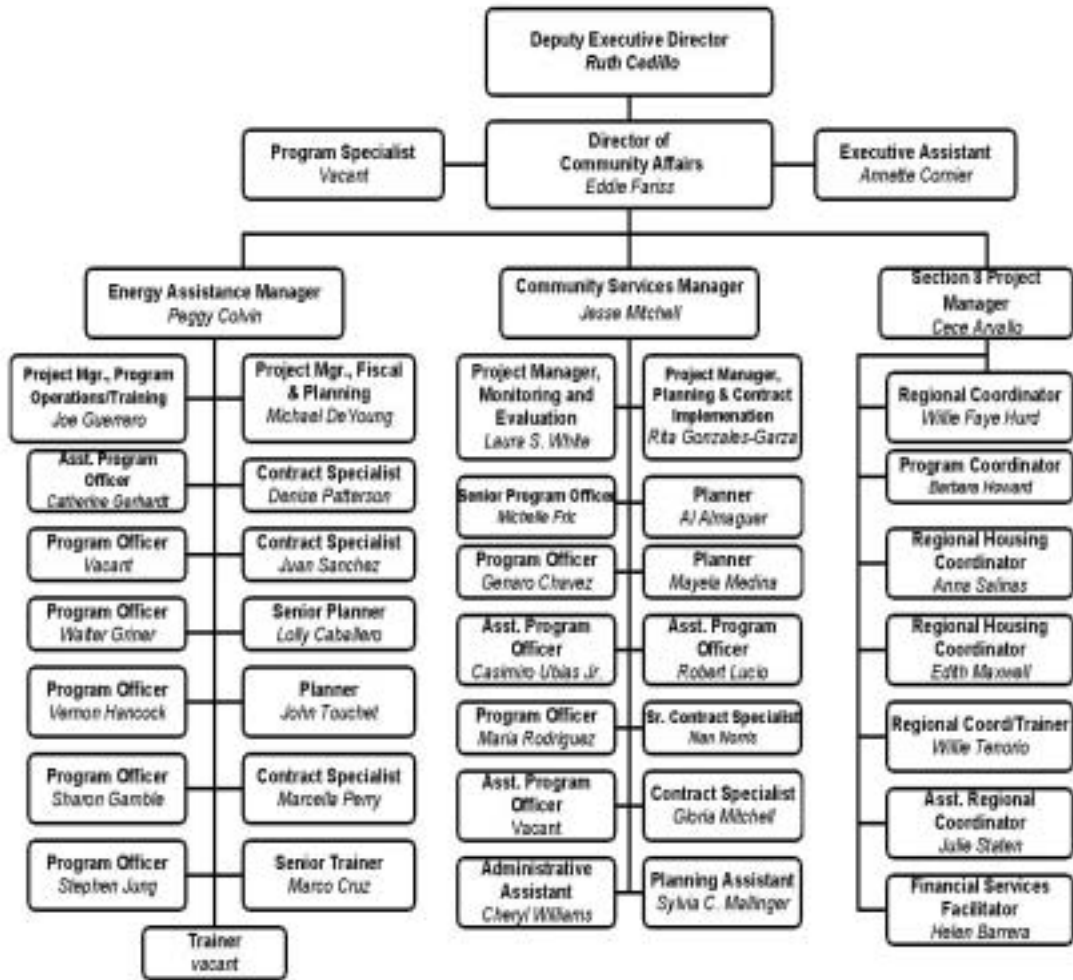 Deputy Executive Director
Ruth Cedillo
Program Specialist
Vacant
Director of
Community Affairs
Eddie Fariss
Executive Assistant
Annette Cornier
Energy Assistance Manager
Peggy Colvin
Community Services Manager
Jesse Mitchell
Section 8 Project
Manager
Cece Arvallo
Project Mgr., Program
Operations/Training
Joe Guerrero
Project Mgr., Fiscal
& Planning
Michael DeYoung
Asst. Program
Officer
Catherine Gerhardt
Contract Specialist
Denise Patterson
Program Officer
Vacant
Contract Specialist
Juan Sanchez
Program Officer
Walter Griner
Senior Planner
Lolly Caballero
Program Officer
Vernon Hancock
Planner
John Touchet
Program Officer
Sharon Gamble
Contract Specialist
Marcella Perry
Program Officer
Stephen Jung
Senior Trainer
Marco Cruz
Trainer
vacant
Project Manager,
Monitoring and
Evaluation
Laura S. White
Project Manager,
Planning & Contract
Implemenation
Rita Gonzales-Garza
Senior Program Officer
Michelle Fric
Planner
Al Almaguer
Program Officer
Genaro Chavez
Planner
Mayela Medina
Asst. Program
Officer
Casimiro Ubias Jr.
Asst. Program
Officer
Robert Lucio
Program Officer
Maria Rodriguez
Sr. Contract Specialist
Nan Norris
Asst. Program
Officer
Vacant
Contract Specialist
Gloria Mitchell
Administrative
Assistant
Cheryl Williams
Planning Assistant
Sylvia C. Mallinger
Regional Coordinator
Willie Faye Hurd
Program Coordinator
Barbara Howard
Regional Housing
Coordinator
Anna Salinas
Regional Housing
Coordinator
Edith Maxwell
Regional Coord/Trainer
Willie Tenorio
Asst. Regional
Coordinator
Julie Staten
Financial Services
Facilitator
Helen Barrera